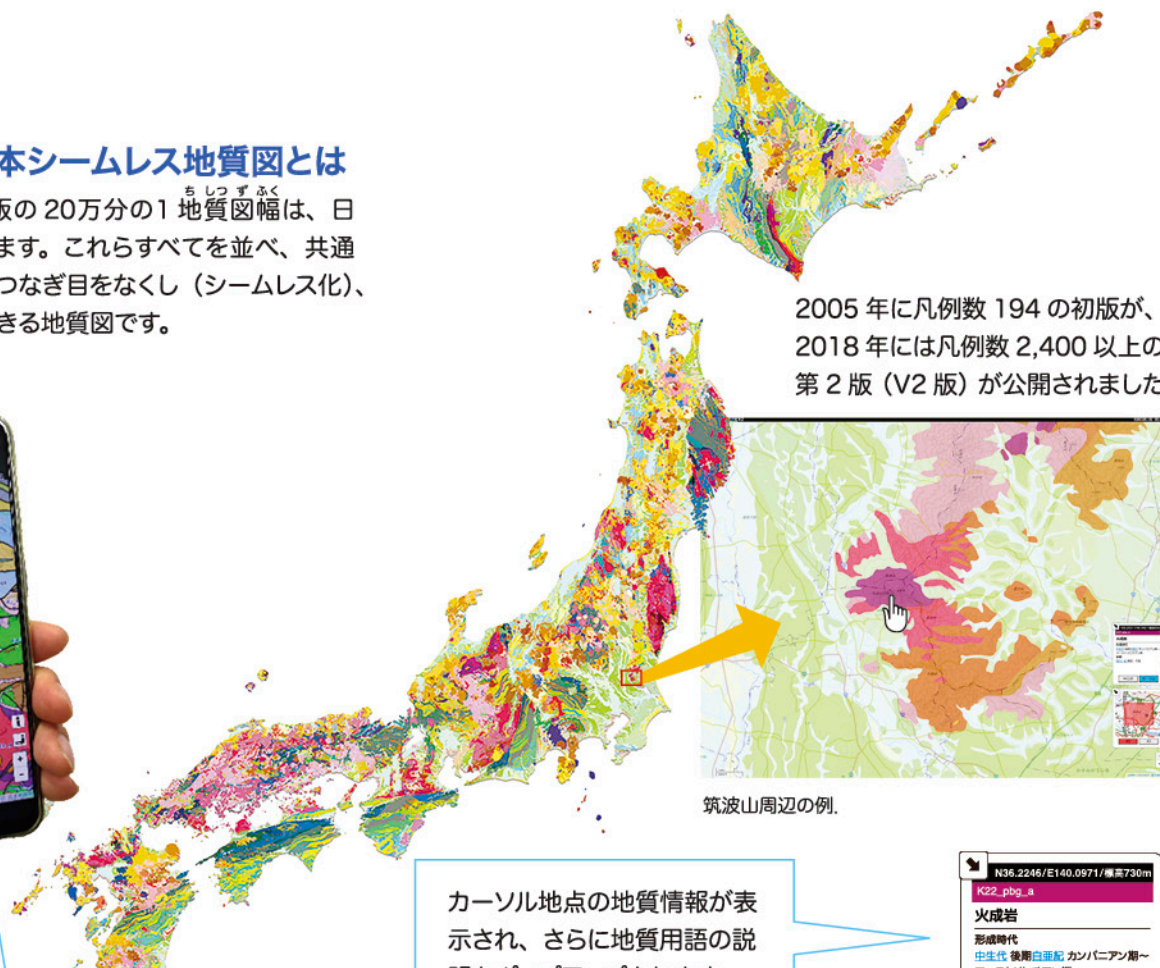 本シームレス地質図とは
ち しつ ず ふく
版の 20万分の1 地質図幅は、日
ます。これらすべてを並べ、共通
つなぎ目をなくし（シームレス化）、
きる地質図です。
2005 年に凡例数 194 の初版が、
2018 年には凡例数 2,400 以上の
第 2 版（V2 版）が公開されました
筑波山周辺の例.
カーソル地点の地質情報が表
示され、さらに地質用語の説
N36.2246/E140.0971/標高730m
K22_pbg_a
火成岩
形成時代
中生代 後期白亜紀 カンパニアン期～